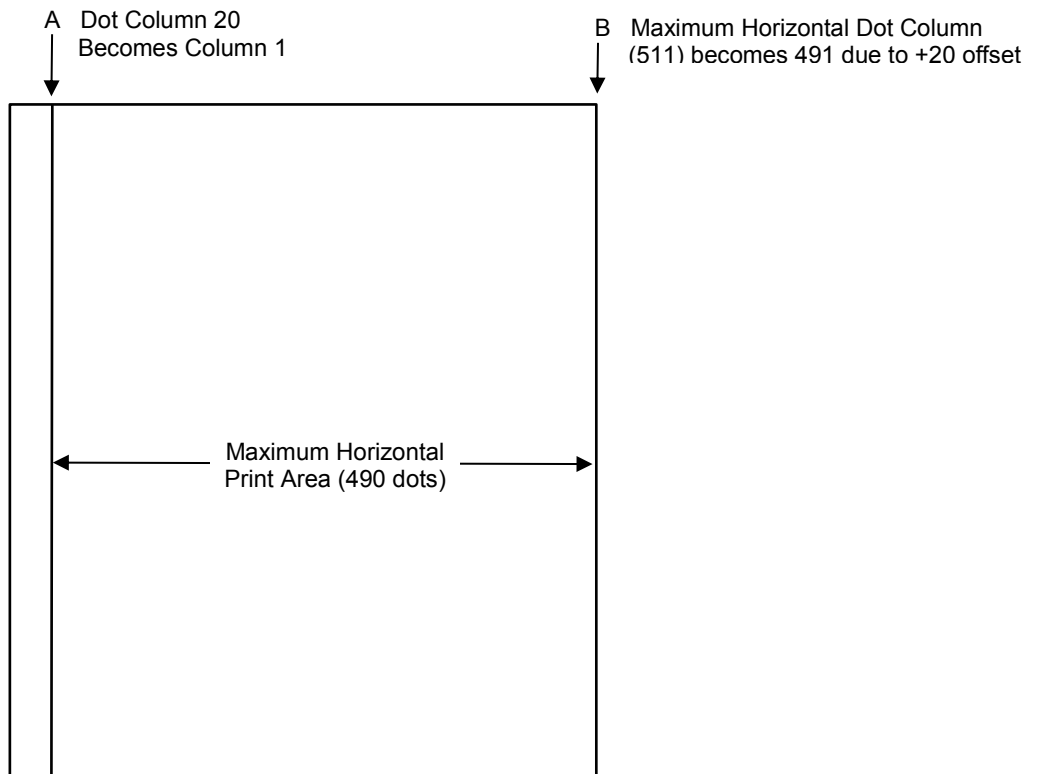 A Dot Column 20
Becomes Column 1
B Maximum Horizontal Dot Column
(511) becomes 491 due to +20 offset
Maximum Horizontal
Print Area (490 dots)